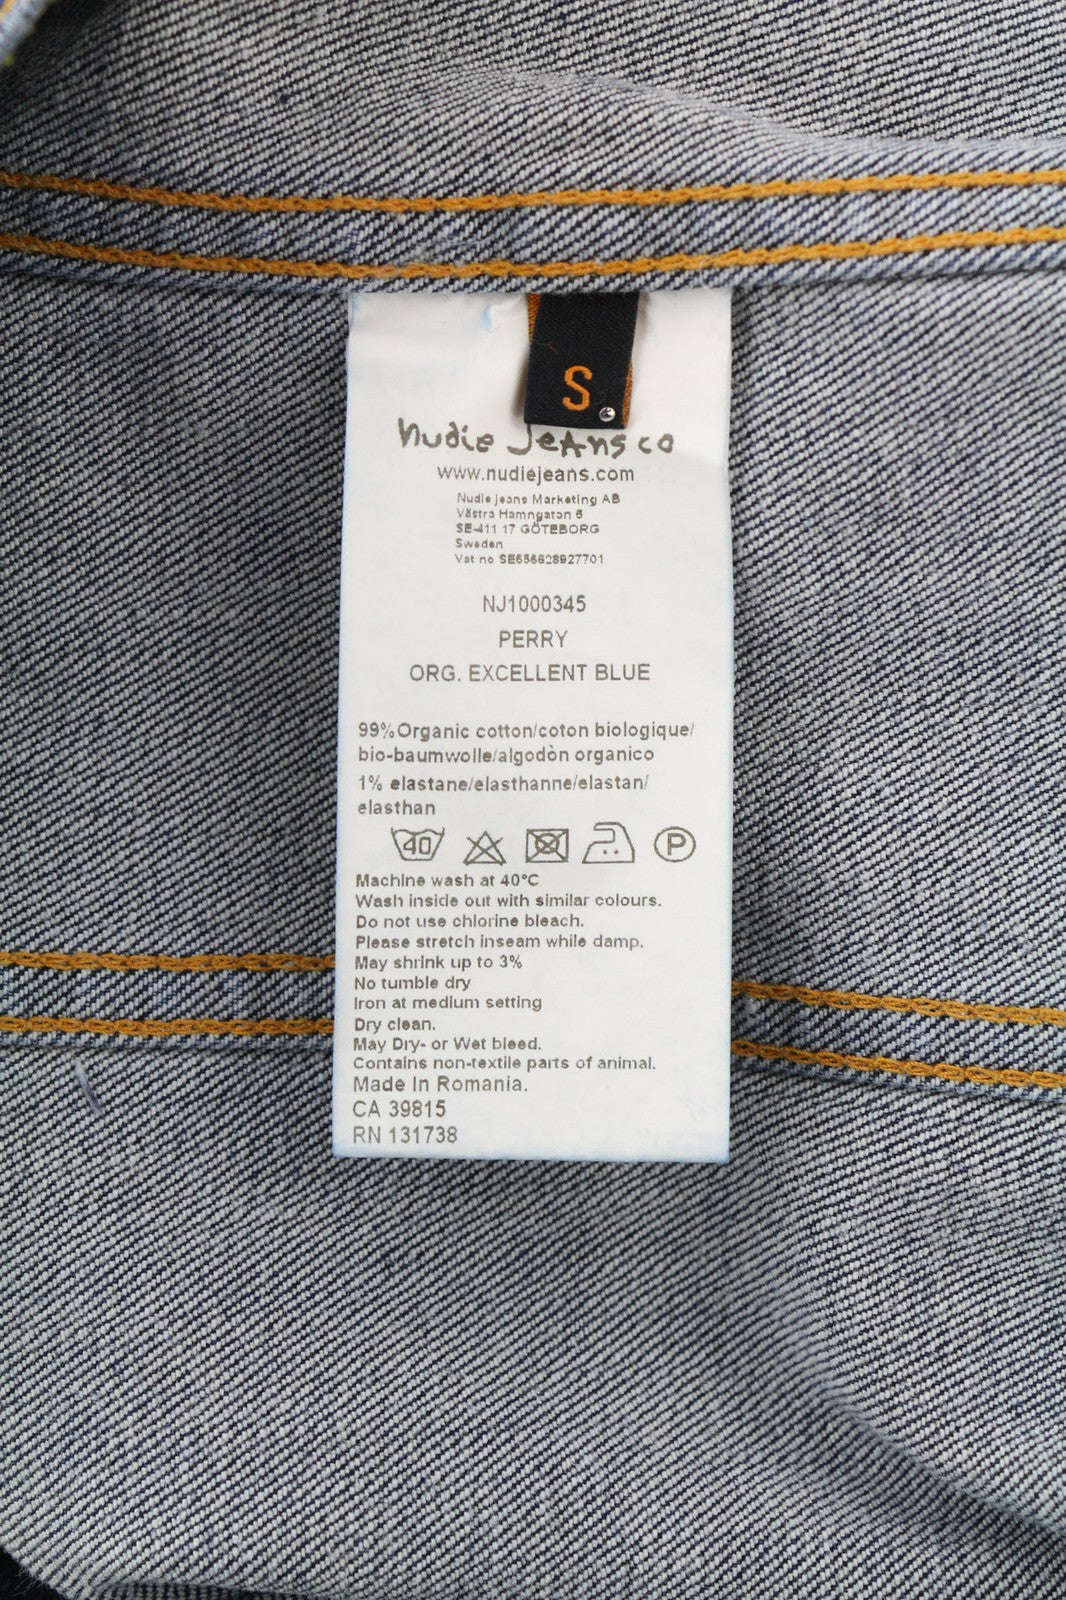 S
nudie jeans co
www.nudiejeans.com
Nudie Jeans Marketing AB
Västra Hamngatan 6
SE-411 17 GÖTEBORG
Sweden
Vat no SE556628927701
NJ1000345
PERRY
ORG. EXCELLENT BLUE
99% Organic cotton/coton biologique/
bio-baumwolle/algodòn organico
1% elastane/elasthanne/elastan/
elasthan
40 P
Machine wash at 40°C
Wash inside out with similar colours.
Do not use chlorine bleach.
Please stretch inseam while damp.
May shrink up to 3%
No tumble dry
Iron at medium setting
Dry clean.
May Dry- or Wet bleed.
Contains non-textile parts of animal.
Made In Romania.
CA 39815
RN 131738